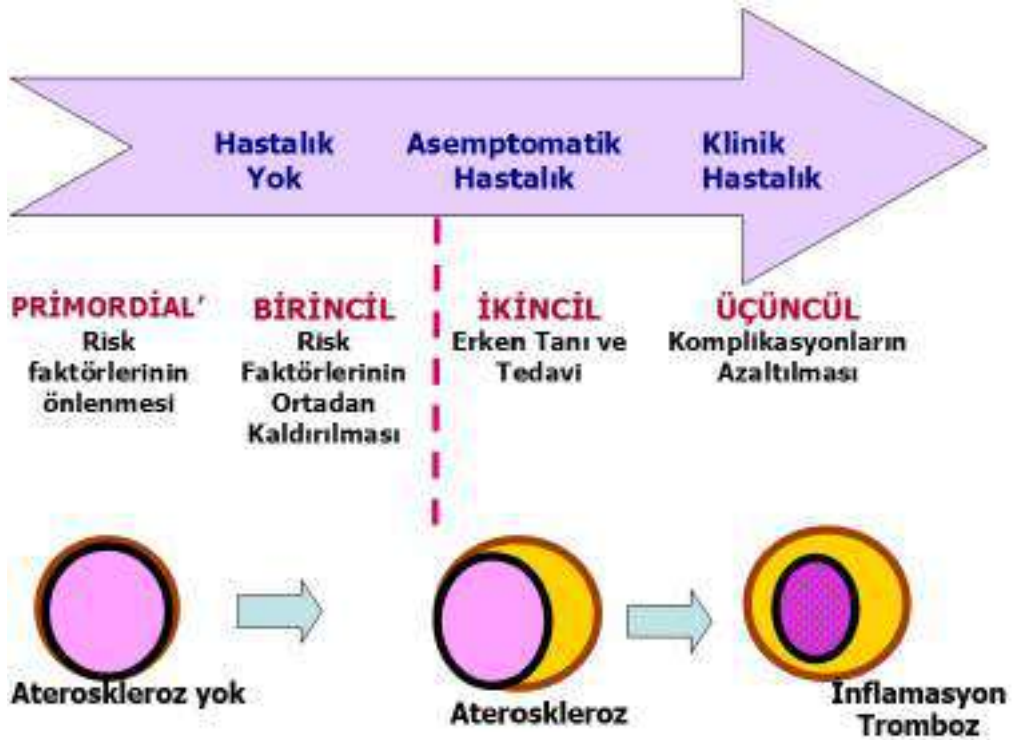 Hastalık
Yok
Asemptomatik
Hastalık
Klinik
Hastalık
PRİMORDİAL’
Risk
faktörlerinin
önlenmesi
BİRİNCİL
Risk
Faktörlerinin
Ortadan
Kaldırılması
İKİNCİL
Erken Tanı ve
Tedavi
ÜÇÜNCÜL
Komplikasyonların
Azaltılması
Ateroskleroz yok
Ateroskleroz
İnflamasyon
Tromboz